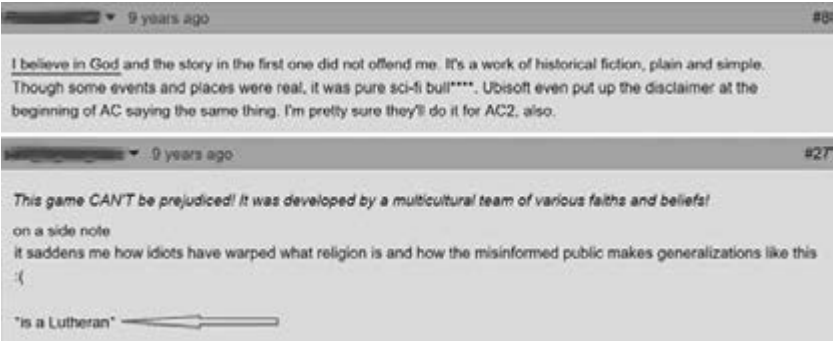 9 years ago
I believe in God and the story in the first one did not offend me. It's a work of historical fiction, plain and simple.
Though some events and places were real, it was pure sci-fi bull****. Ubisoft even put up the disclaimer at the
beginning of AC saying the same thing. I'm pretty sure they'll do it for AC2, also.
9 years ago #27
This game CAN'T be prejudiced! It was developed by a multicultural team of various faiths and beliefs!
on a side note
it saddens me how idiots have warped what religion is and how the misinformed public makes generalizations like this
:(
*is a Lutheran*